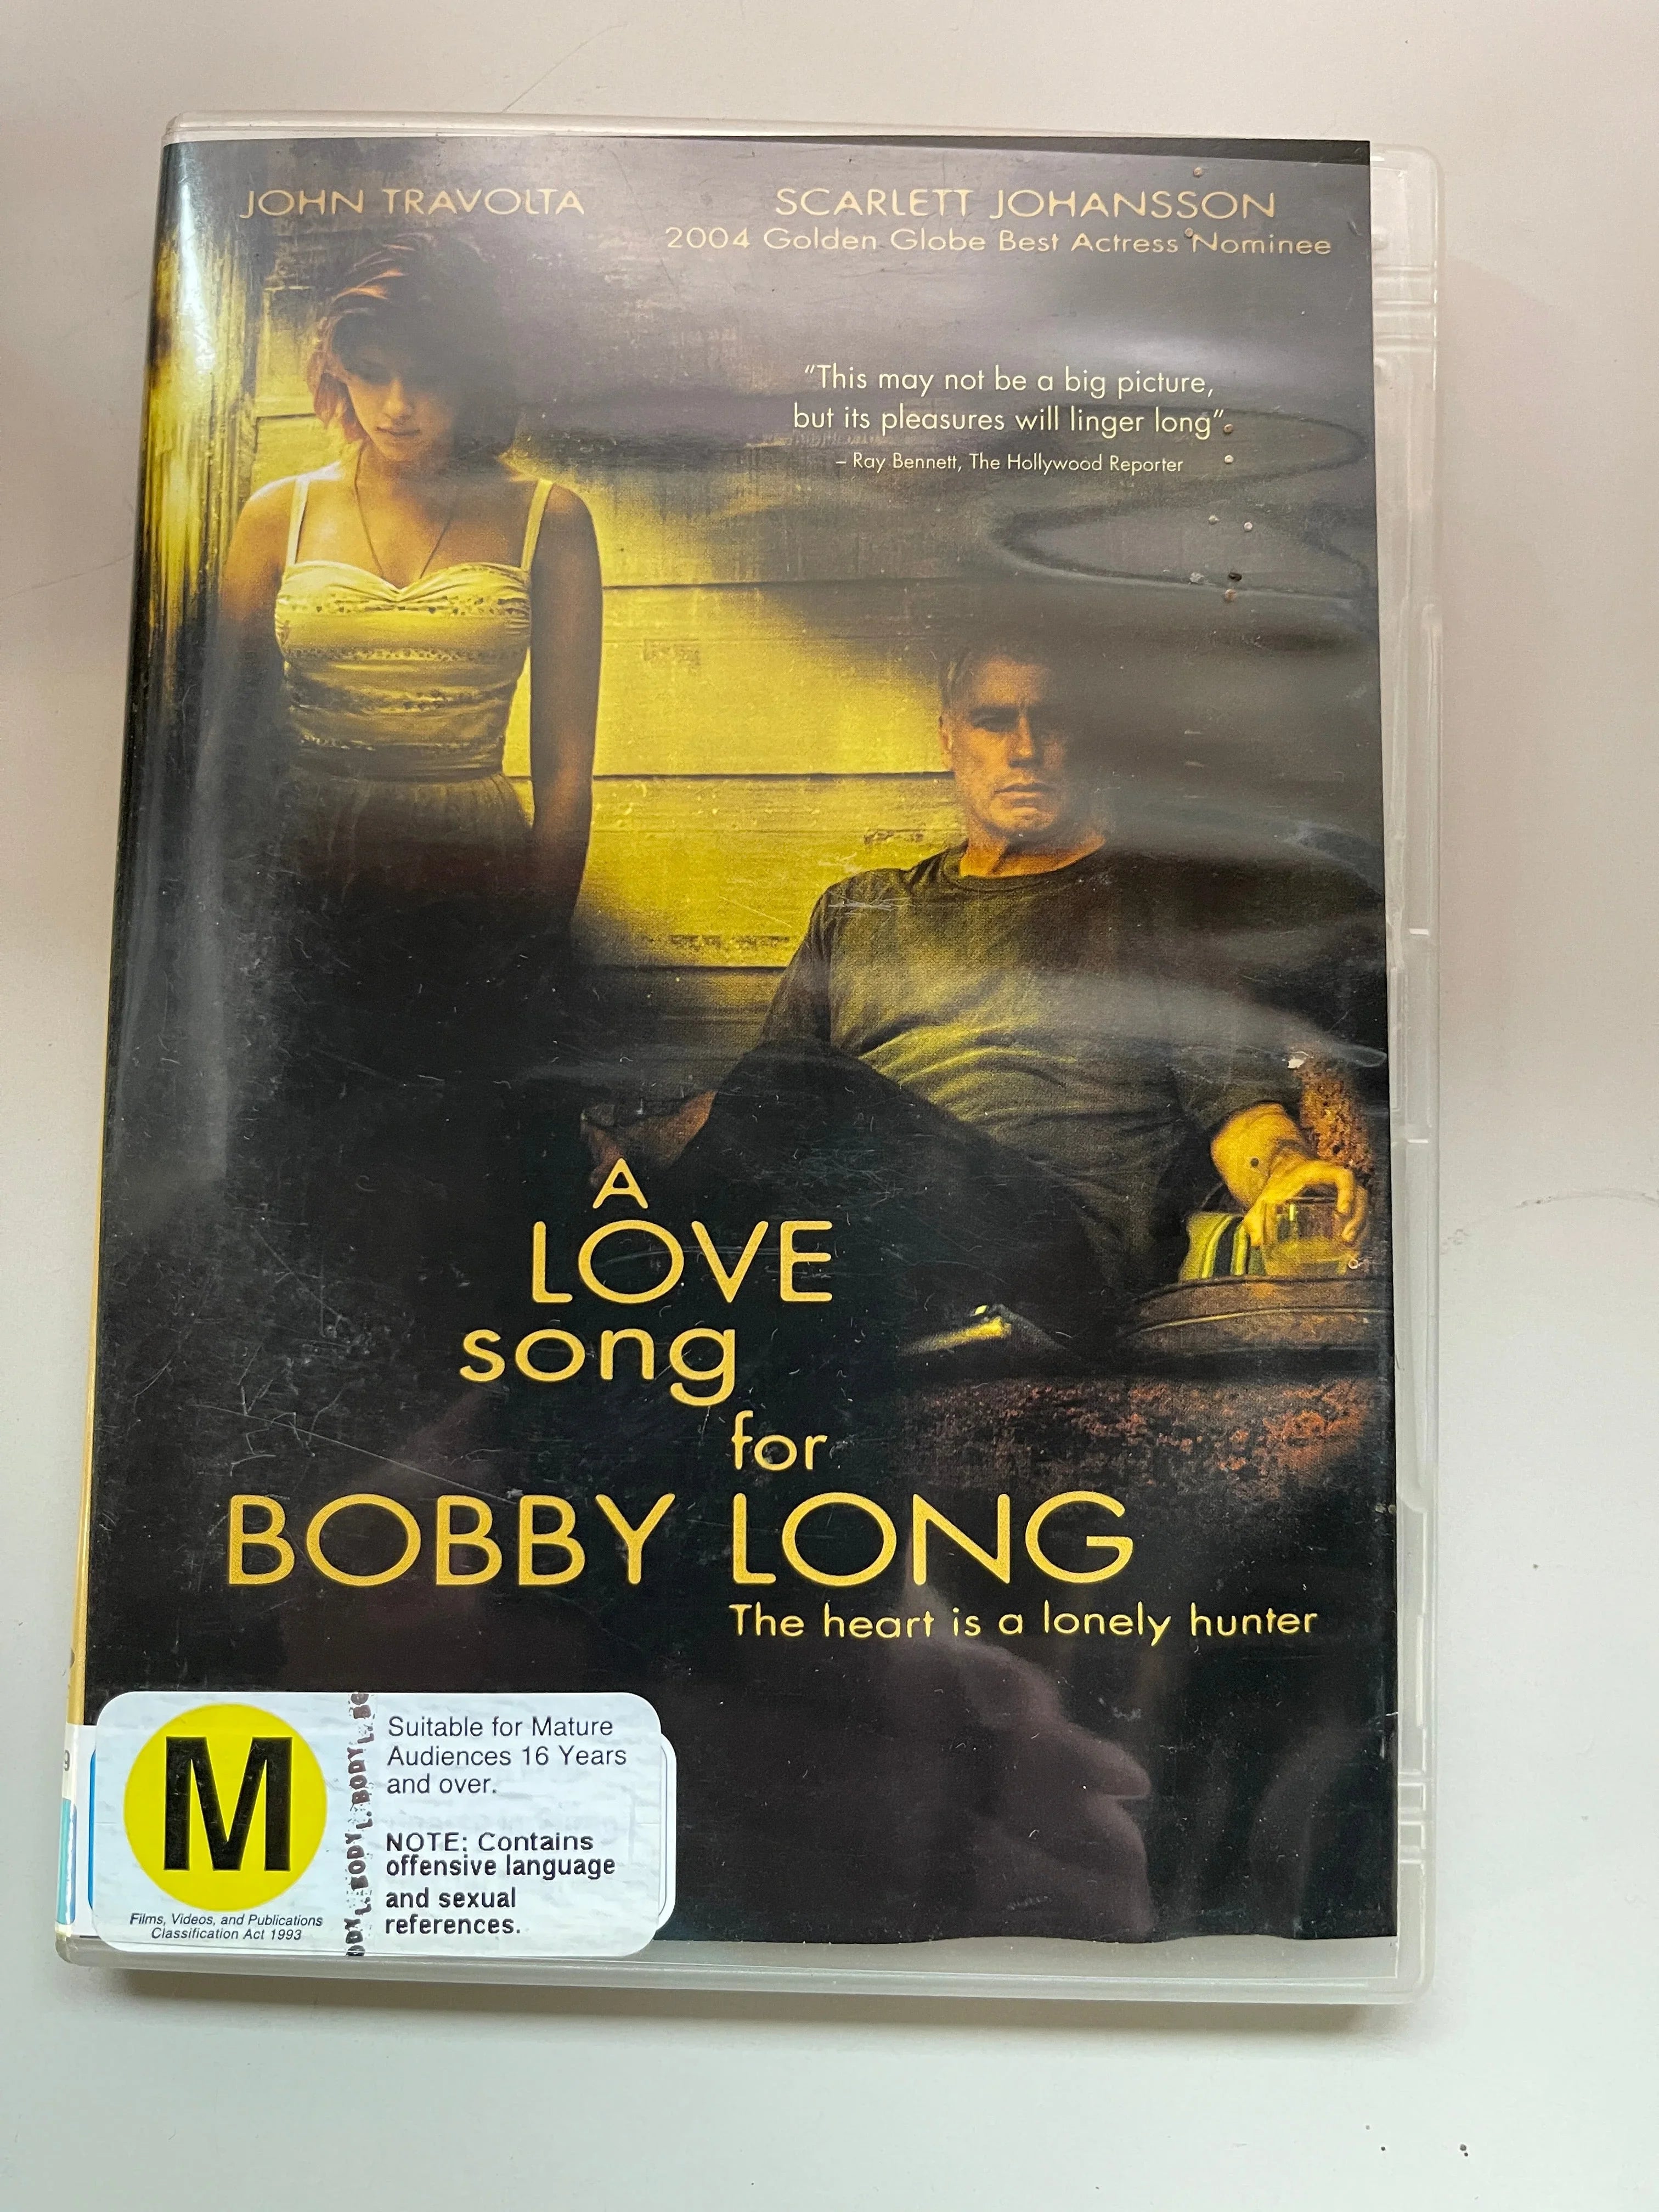 JOHN TRAVOLTA
SCARLETT JOHANSSON
2004 Golden Globe Best Actress Nominee
“This may not be a big picture,
but its pleasures will linger long”
– Ray Bennett, The Hollywood Reporter
A
LOVE
song
for
BOBBY LONG
The heart is a lonely hunter
M
Films, Videos, and Publications
Classification Act 1993
Suitable for Mature
Audiences 16 Years
and over.
NOTE: Contains
offensive language
and sexual
references.
L. BODY L. BODY
9